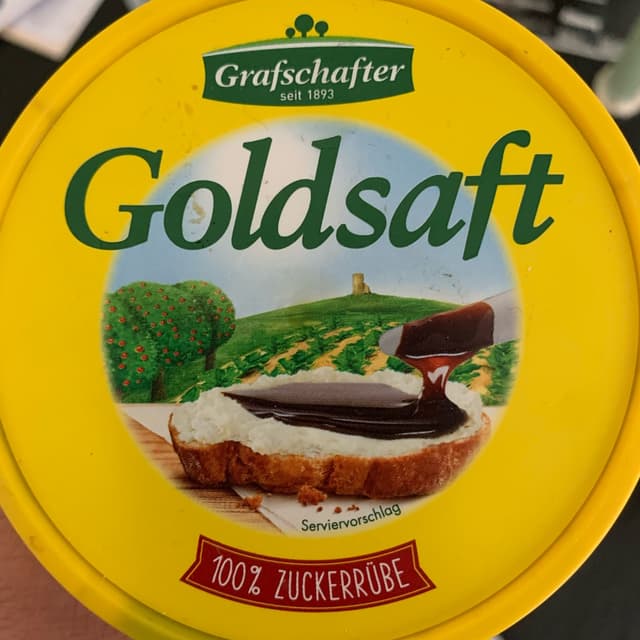 Grafschafter
seit 1893
Goldsaft
Serviervorschlag
100% ZUCKERRÜBE